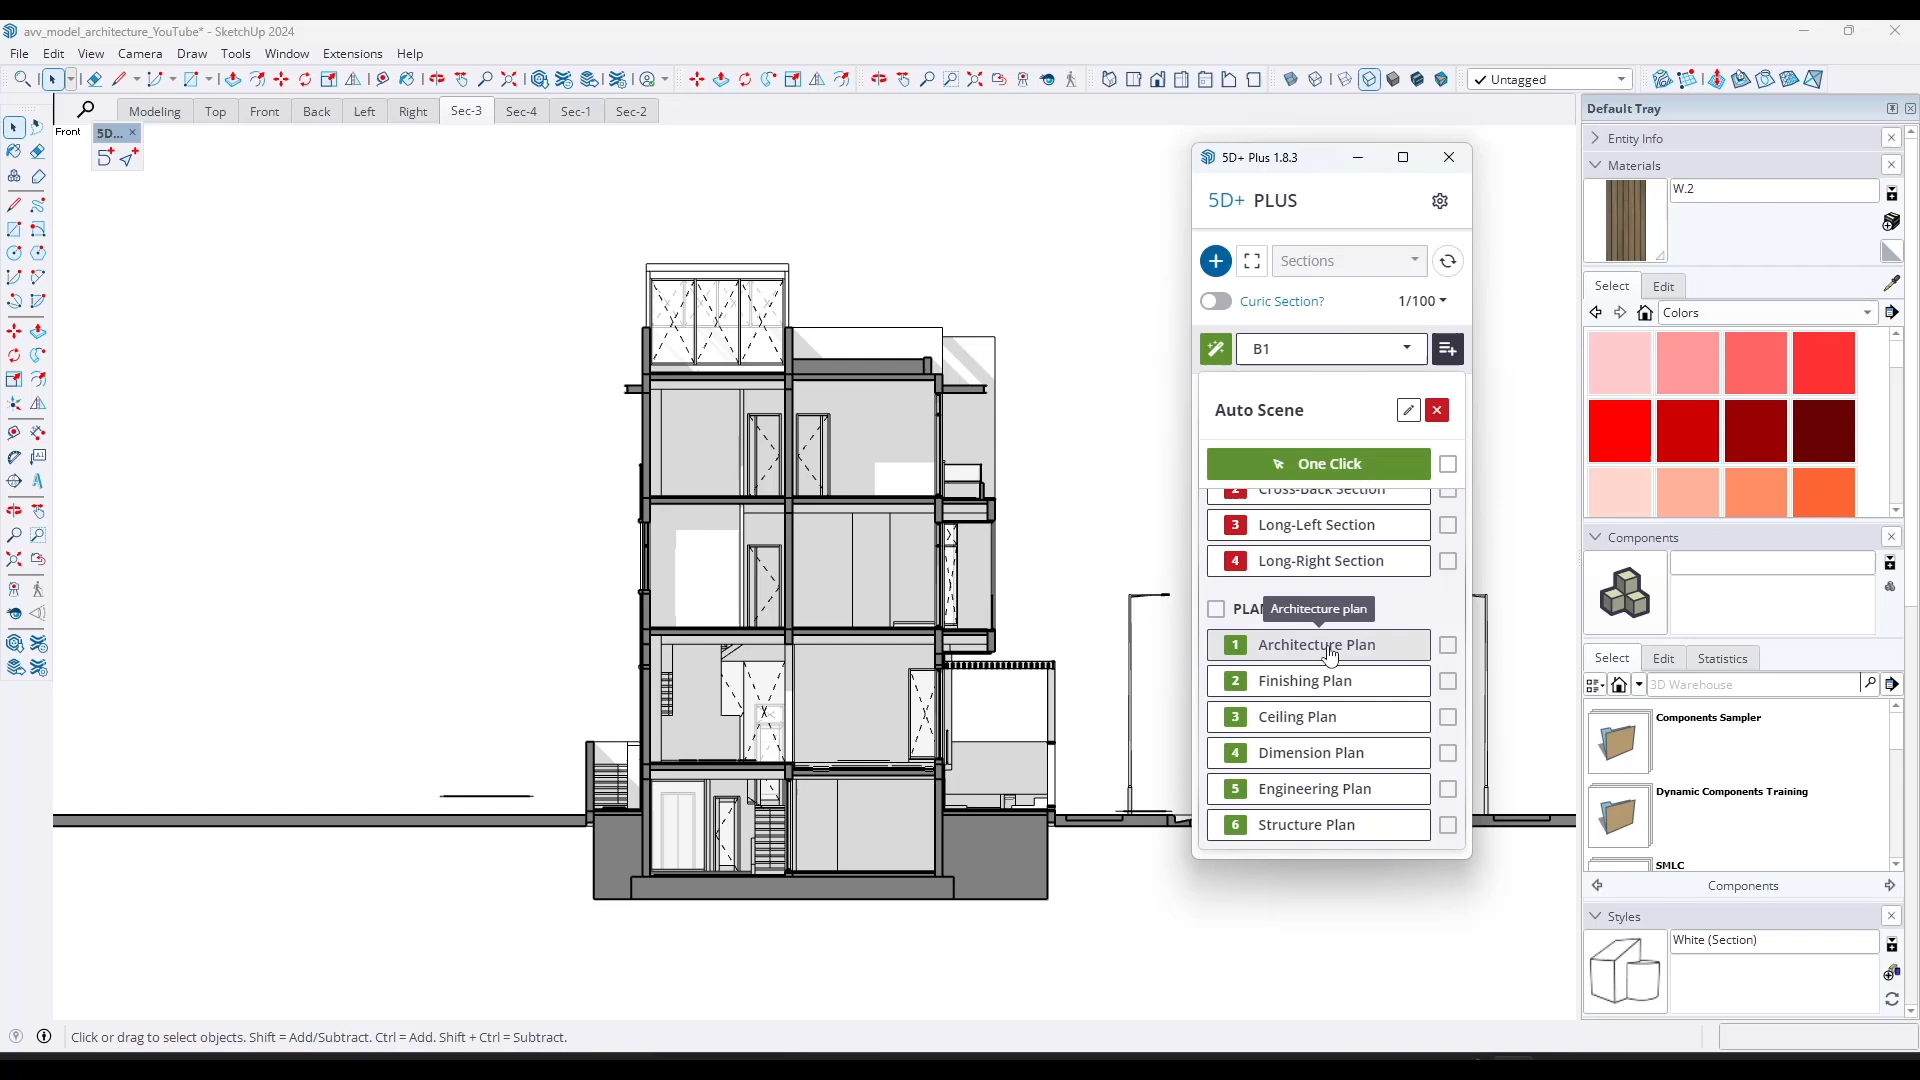 avv_model_architecture_YouTube* - SketchUp 2024
File Edit View Camera Draw Tools Window Extensions Help
Untagged
Modeling Top Front Back Left Right Sec-3 Sec-4 Sec-1 Sec-2
Front
5D...
5D+ Plus 1.8.3
5D+ PLUS
Sections
Curic Section?
1/100
B1
Auto Scene
One Click
2 Cross-Back Section
3 Long-Left Section
4 Long-Right Section
Architecture plan
1 Architecture Plan
2 Finishing Plan
3 Ceiling Plan
4 Dimension Plan
5 Engineering Plan
6 Structure Plan
Default Tray
Entity Info
Materials
W.2
Select Edit
Colors
Components
Select Edit Statistics
3D Warehouse
Components Sampler
Dynamic Components Training
SMLC
Components
Styles
White (Section)
Click or drag to select objects. Shift = Add/Subtract. Ctrl = Add. Shift + Ctrl = Subtract.